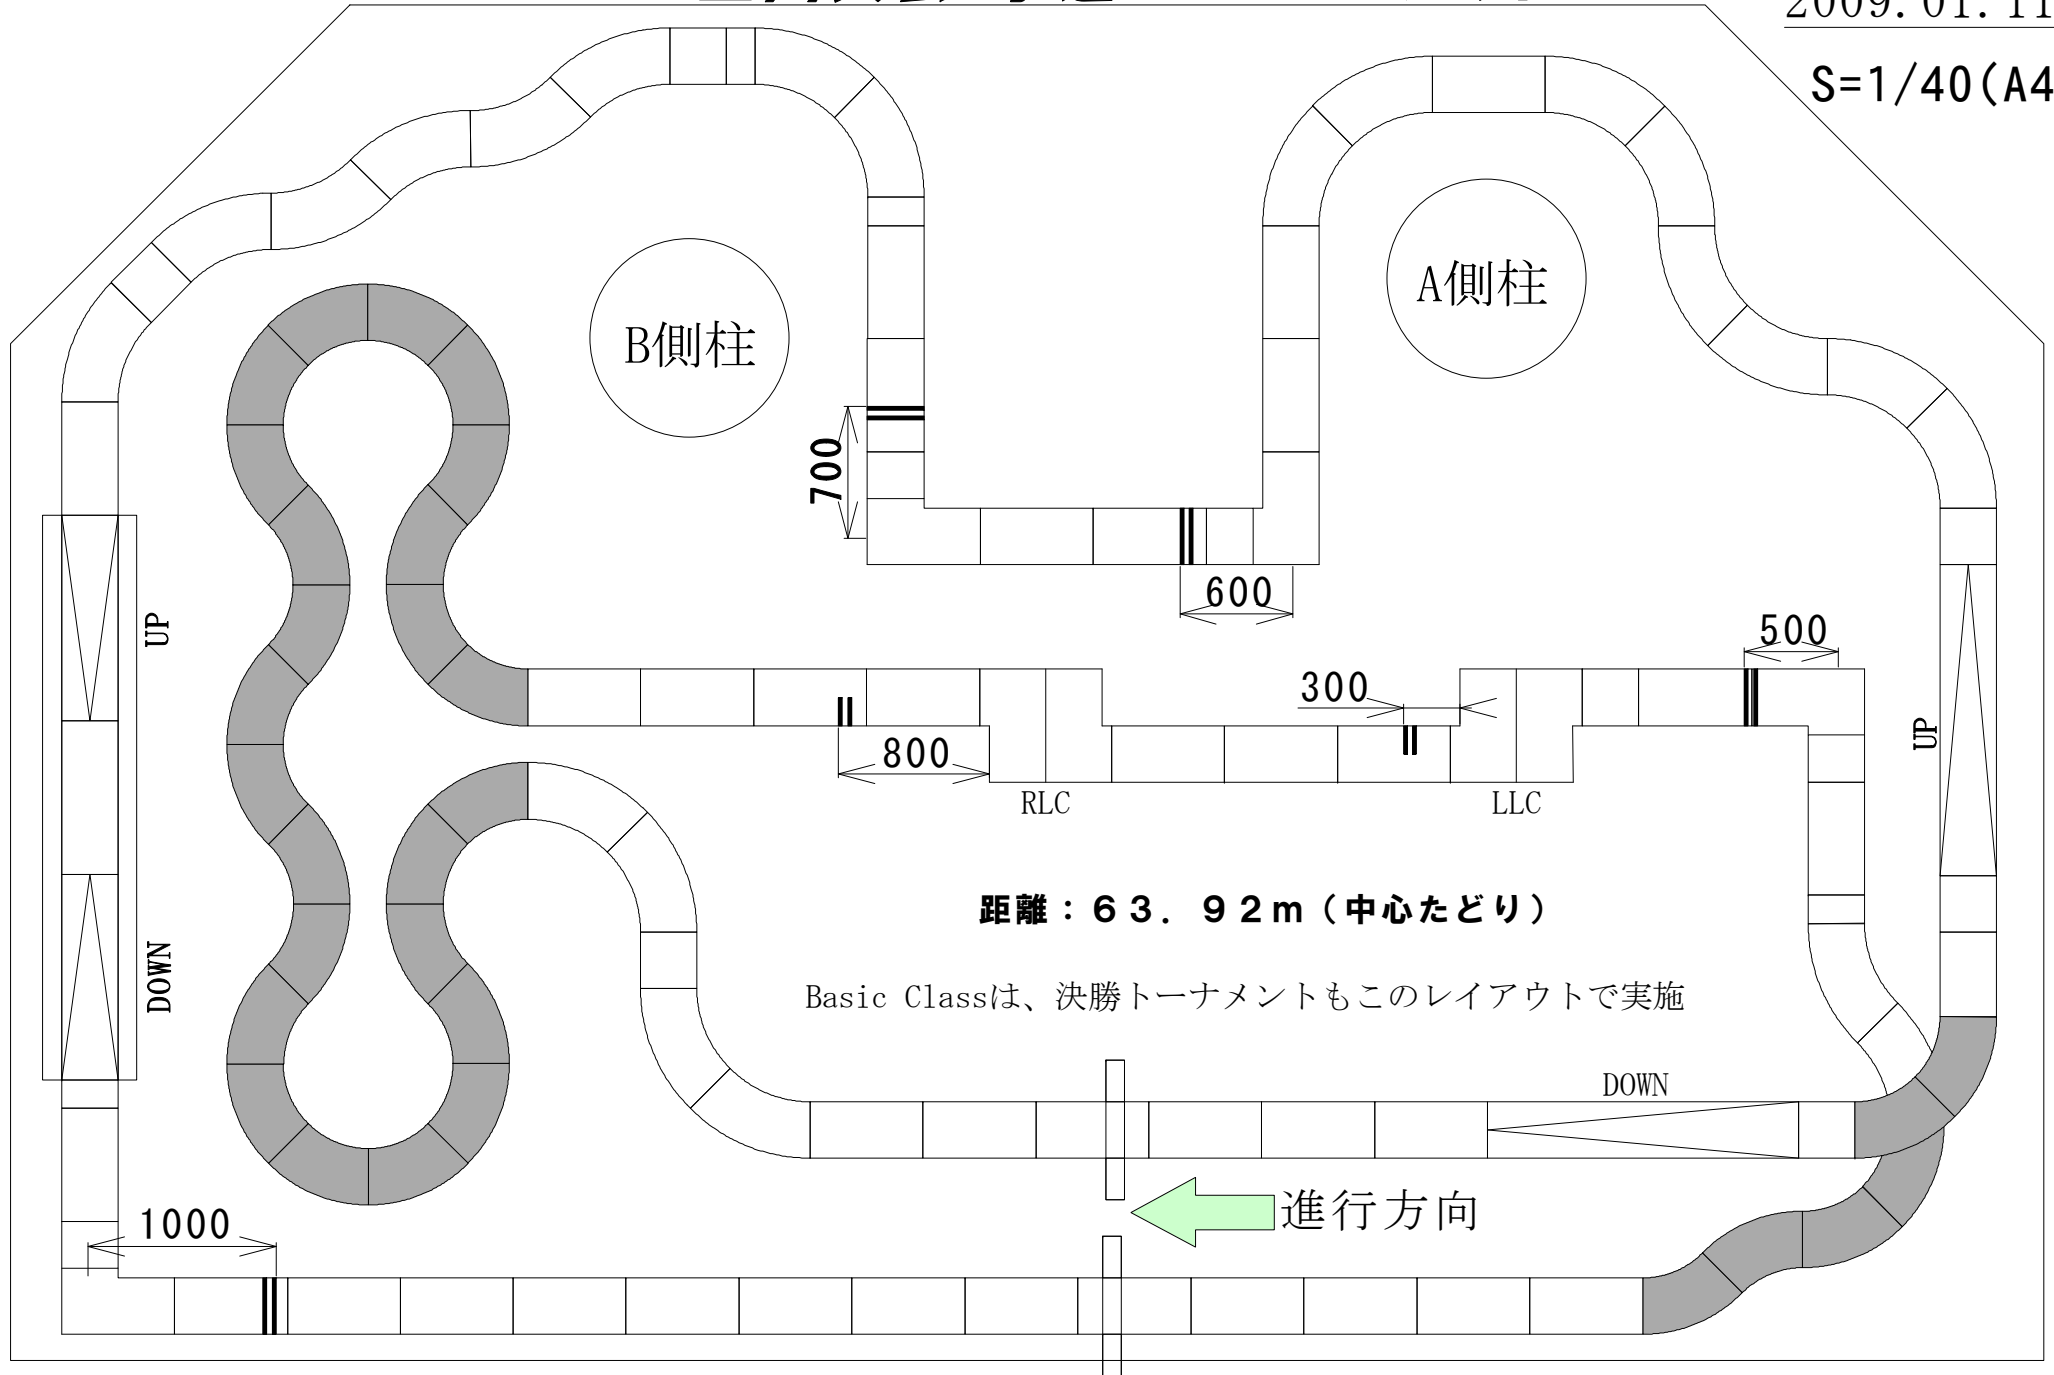 2009.01.11
S=1/40(A4
A側柱
B側柱
700
600
500
300
800
UP
UP
RLC
LLC
距離：６３．９２ｍ（中心たどり）
Basic Classは、決勝トーナメントもこのレイアウトで実施
DOWN
DOWN
進行方向
1000